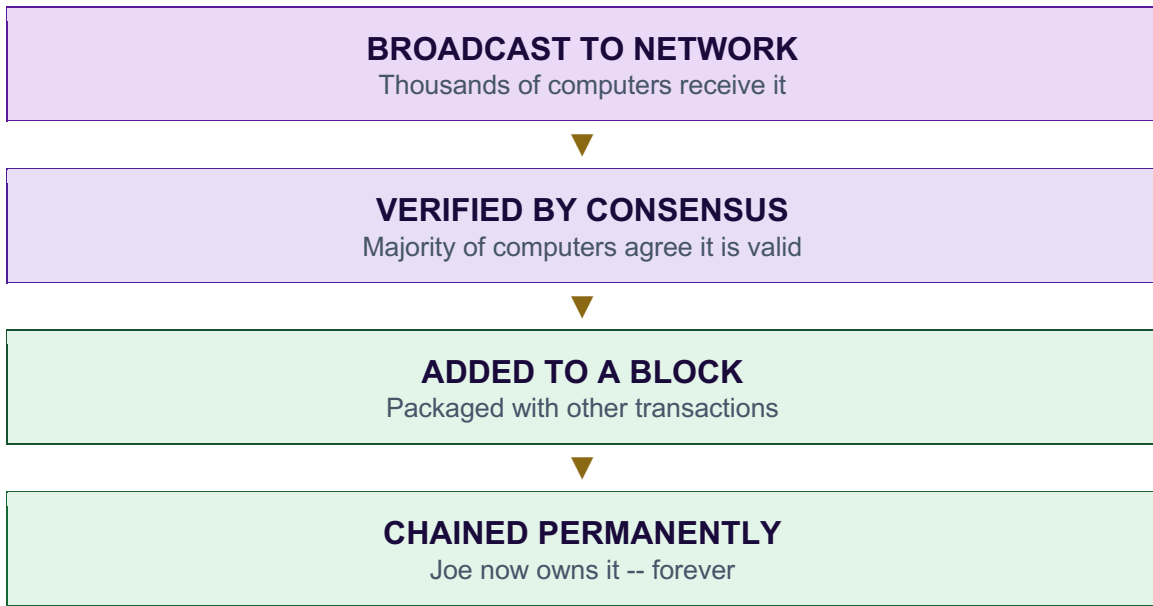 BROADCAST TO NETWORK
Thousands of computers receive it
VERIFIED BY CONSENSUS
Majority of computers agree it is valid
ADDED TO A BLOCK
Packaged with other transactions
CHAINED PERMANENTLY
Joe now owns it -- forever